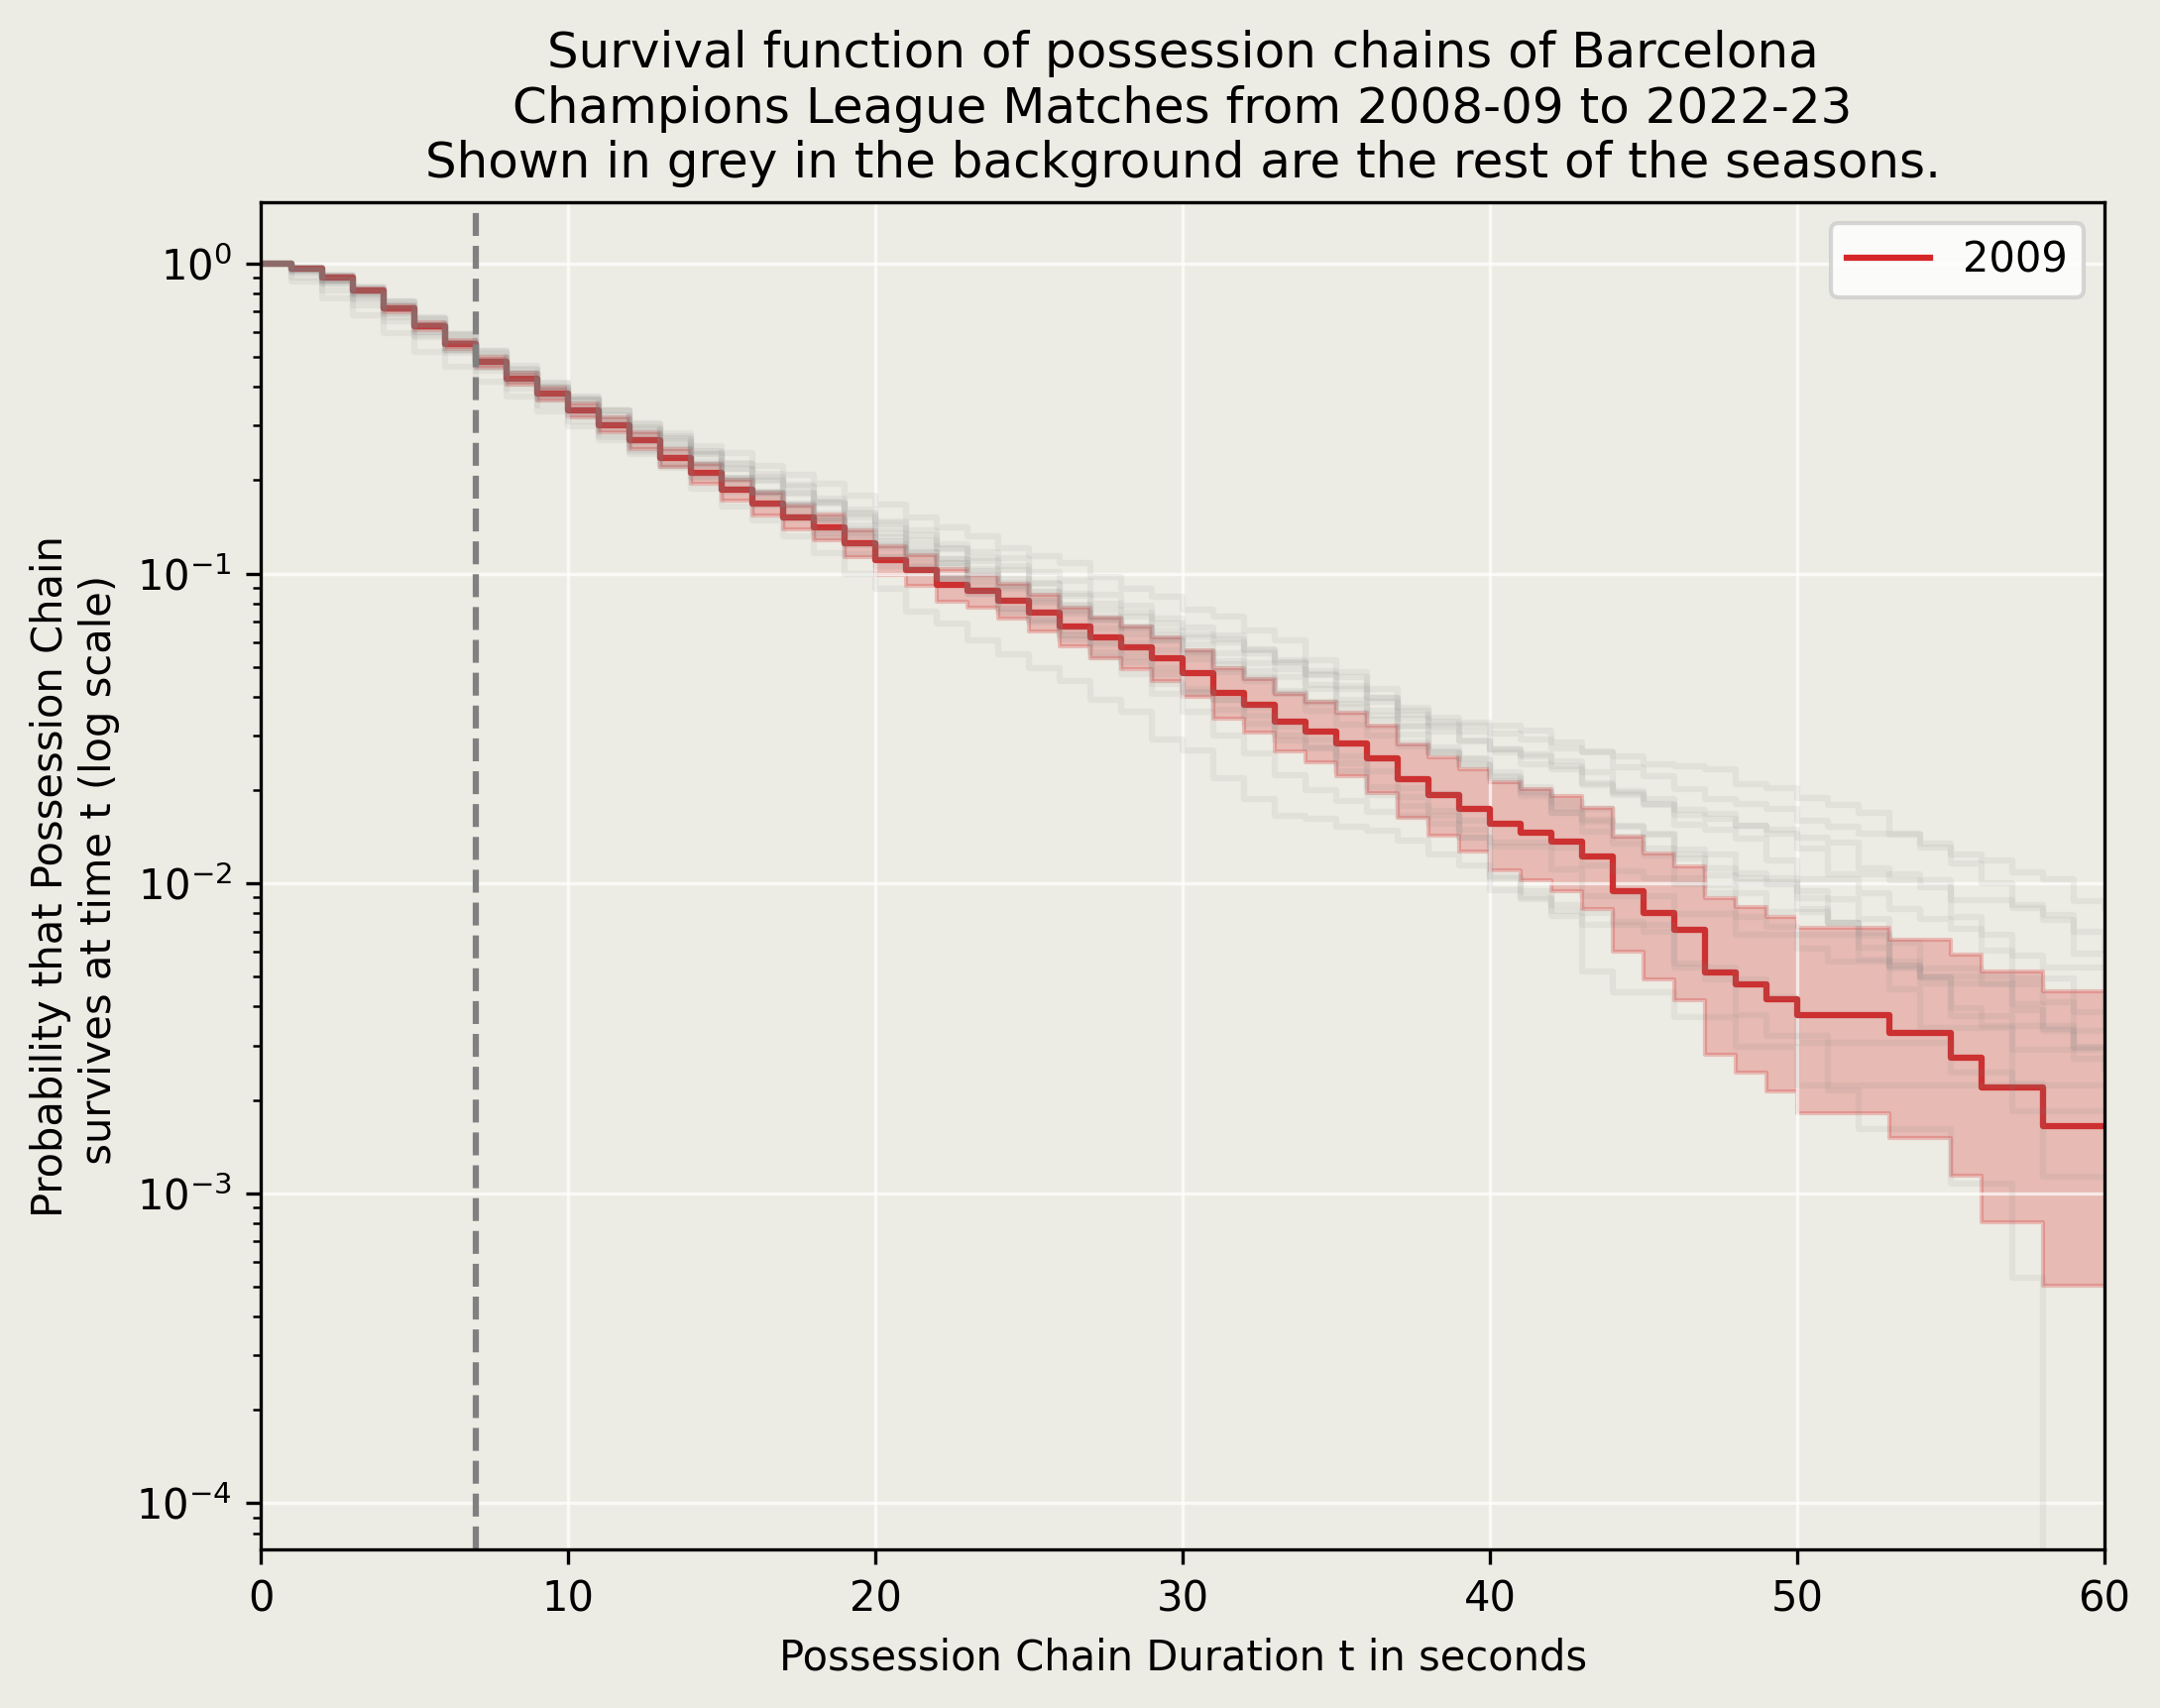 Survival function of possession chains of Barcelona
Champions League Matches from 2008-09 to 2022-23
Shown in grey in the background are the rest of the seasons.
2009
Probability that Possession Chain
survives at time t (log scale)
10⁰
10⁻¹
10⁻²
10⁻³
10⁻⁴
0 10 20 30 40 50 60
Possession Chain Duration t in seconds